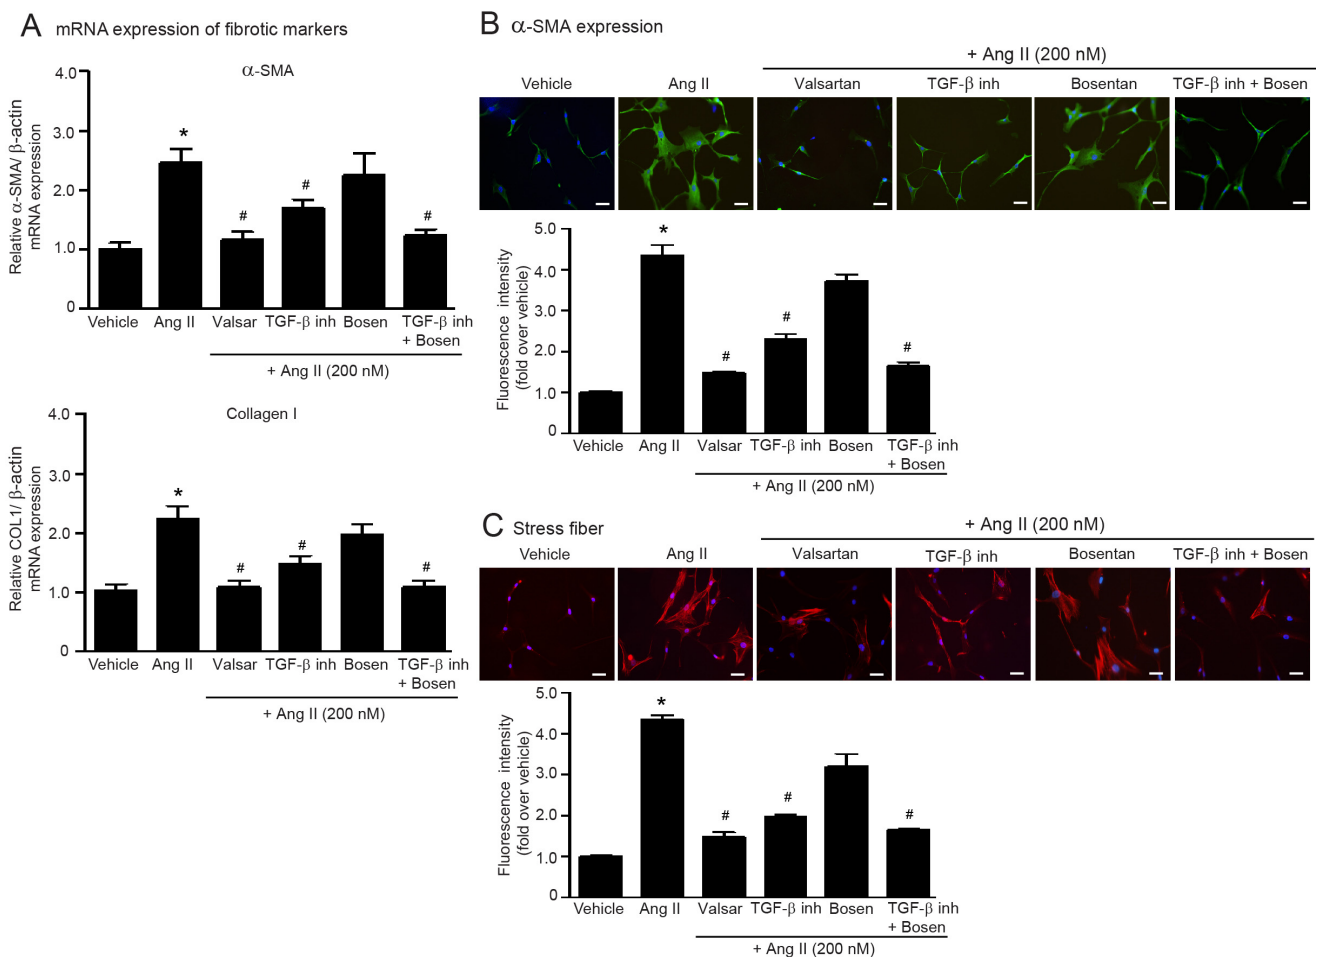 A mRNA expression of fibrotic markers
α-SMA
Relative α-SMA/ β-actin
mRNA expression
4.0
3.0
2.0
1.0
0
*
#
#
#
Vehicle Ang II Valsar TGF-β inh Bosen TGF-β inh
+ Bosen
+ Ang II (200 nM)
Collagen I
Relative COL1/ β-actin
mRNA expression
4.0
3.0
2.0
1.0
0
*
#
#
#
Vehicle Ang II Valsar TGF-β inh Bosen TGF-β inh
+ Bosen
+ Ang II (200 nM)
B α-SMA expression
+ Ang II (200 nM)
Vehicle Ang II Valsartan TGF-β inh Bosentan TGF-β inh + Bosen
Fluorescence intensity
(fold over vehicle)
5.0
4.0
3.0
2.0
1.0
0
*
#
#
#
Vehicle Ang II Valsar TGF-β inh Bosen TGF-β inh
+ Bosen
+ Ang II (200 nM)
C Stress fiber
+ Ang II (200 nM)
Vehicle Ang II Valsartan TGF-β inh Bosentan TGF-β inh + Bosen
Fluorescence intensity
(fold over vehicle)
5.0
4.0
3.0
2.0
1.0
0
*
#
#
#
Vehicle Ang II Valsar TGF-β inh Bosen TGF-β inh
+ Bosen
+ Ang II (200 nM)